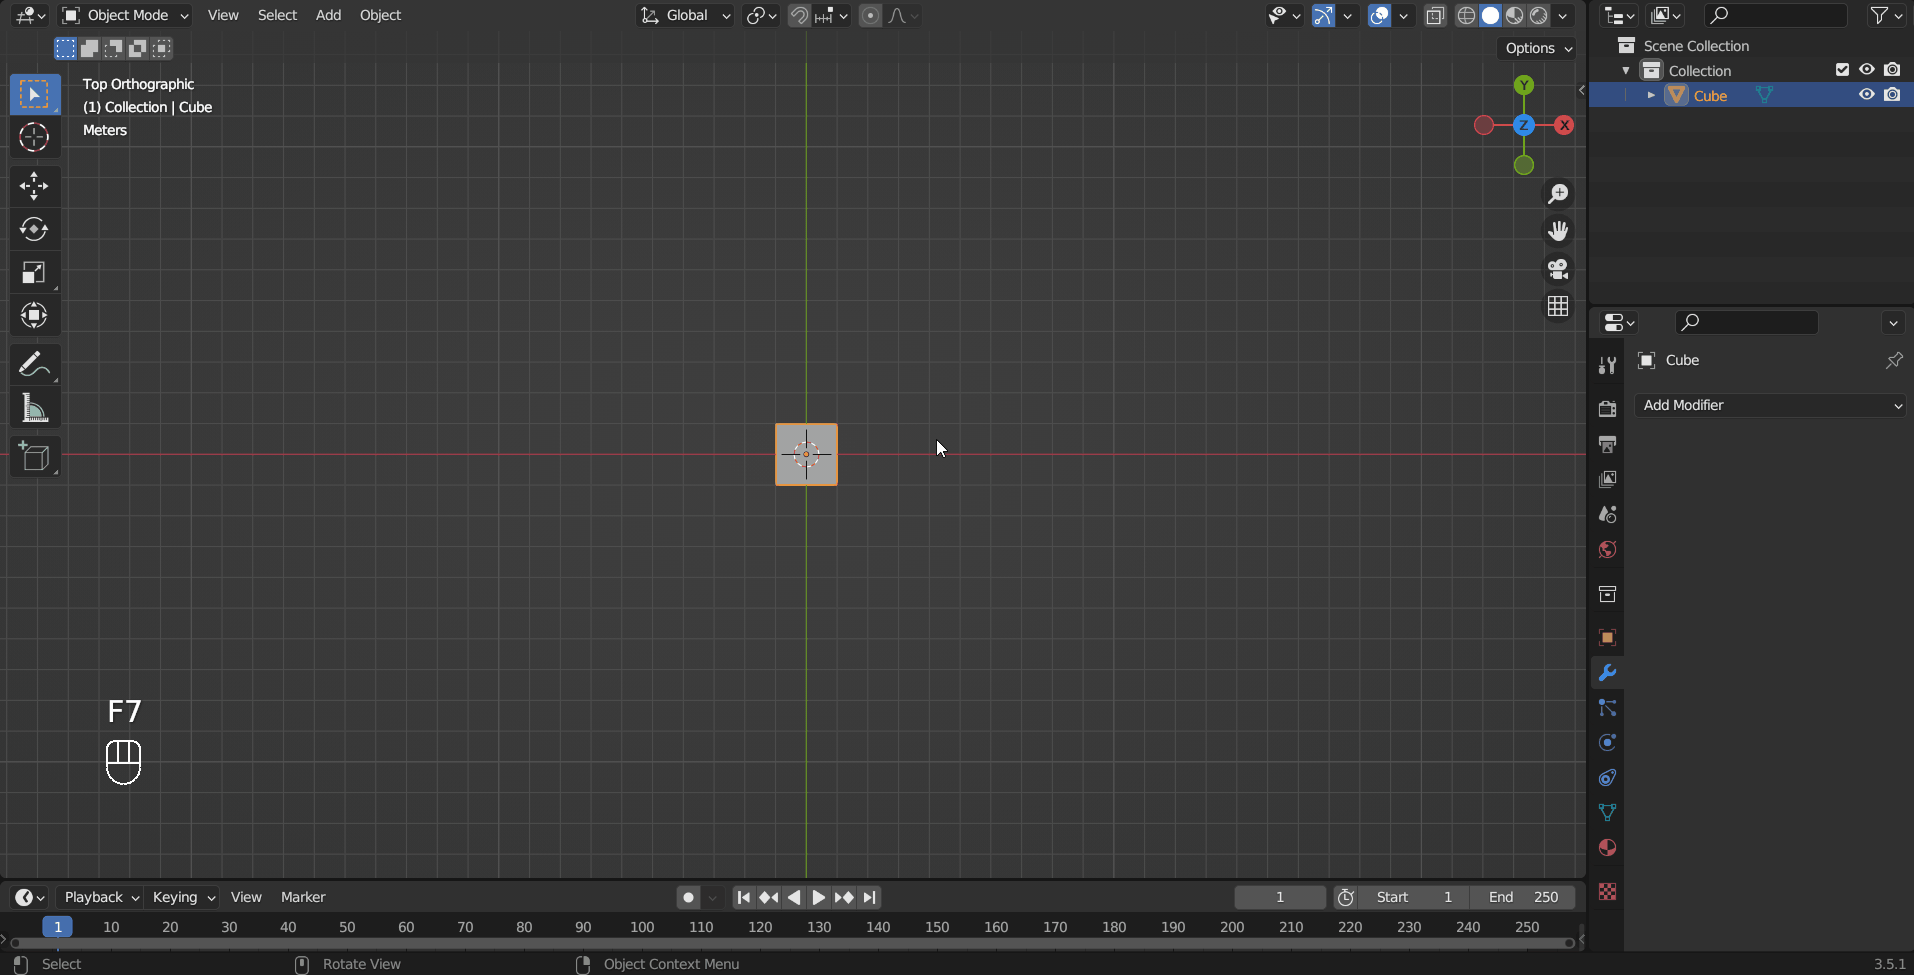 Object Mode View Select Add Object Global
Options
Top Orthographic
(1) Collection | Cube
Meters
Y
Z X
Scene Collection
Collection
Cube
Cube
Add Modifier
F7
Playback Keying View Marker 1 Start 1 End 250
1 10 20 30 40 50 60 70 80 90 100 110 120 130 140 150 160 170 180 190 200 210 220 230 240 250
Select Rotate View Object Context Menu 3.5.1